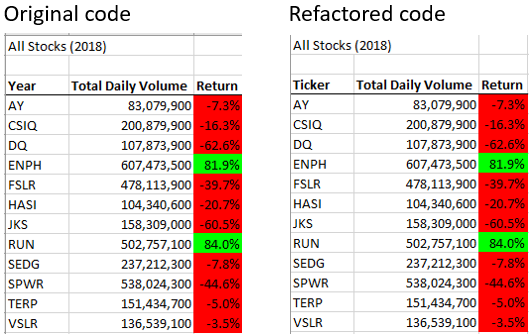 Original code
All Stocks (2018)
Year Total Daily Volume Return
AY 83,079,900 -7.3%
CSIQ 200,879,900 -16.3%
DQ 107,873,900 -62.6%
ENPH 607,473,500 81.9%
FSLR 478,113,900 -39.7%
HASI 104,340,600 -20.7%
JKS 158,309,000 -60.5%
RUN 502,757,100 84.0%
SEDG 237,212,300 -7.8%
SPWR 538,024,300 -44.6%
TERP 151,434,700 -5.0%
VSLR 136,539,100 -3.5%
Refactored code
All Stocks (2018)
Ticker Total Daily Volume Return
AY 83,079,900 -7.3%
CSIQ 200,879,900 -16.3%
DQ 107,873,900 -62.6%
ENPH 607,473,500 81.9%
FSLR 478,113,900 -39.7%
HASI 104,340,600 -20.7%
JKS 158,309,000 -60.5%
RUN 502,757,100 84.0%
SEDG 237,212,300 -7.8%
SPWR 538,024,300 -44.6%
TERP 151,434,700 -5.0%
VSLR 136,539,100 -3.5%